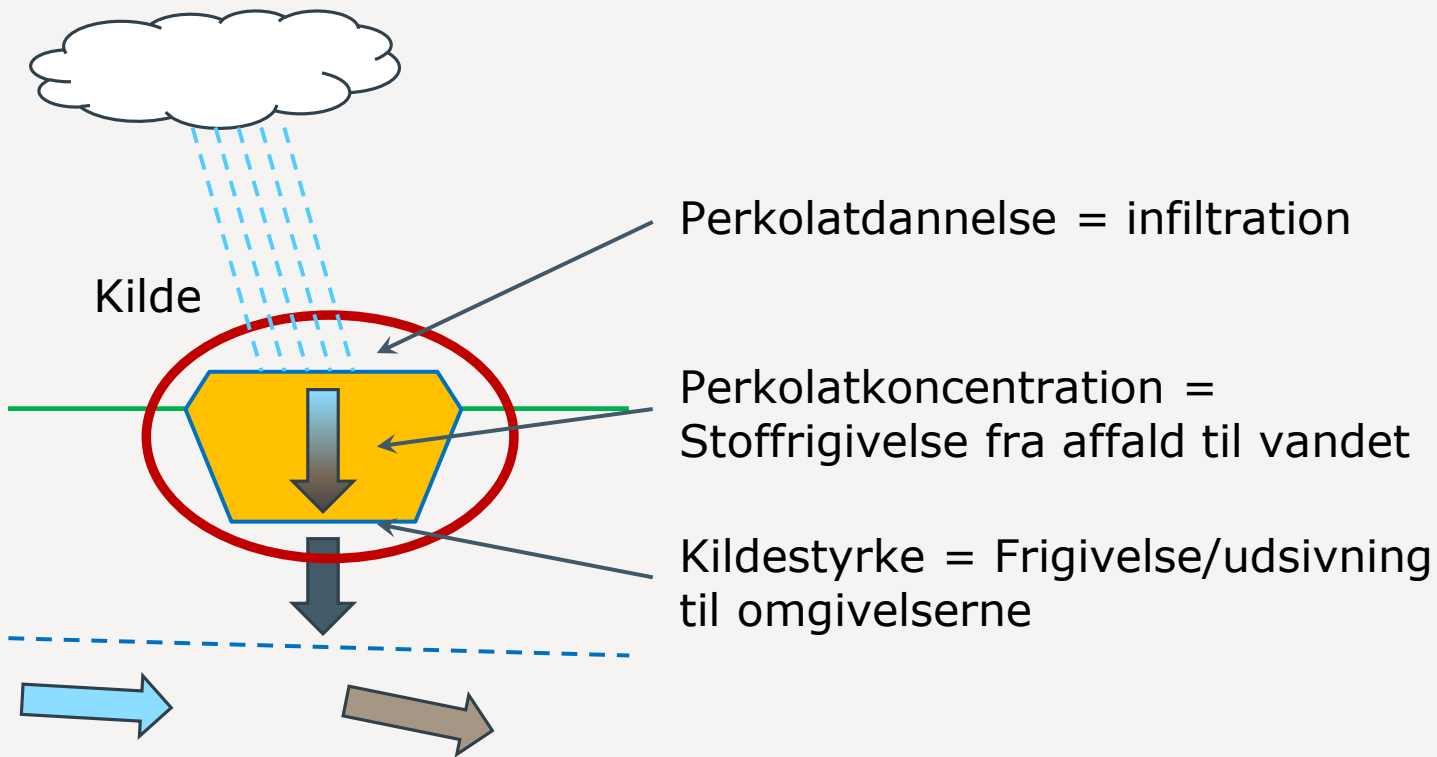 Perkolatdannelse = infiltration
Kilde
Perkolatkoncentration =
Stoffrigivelse fra affald til vandet
Kildestyrke = Frigivelse/udsivning
til omgivelserne